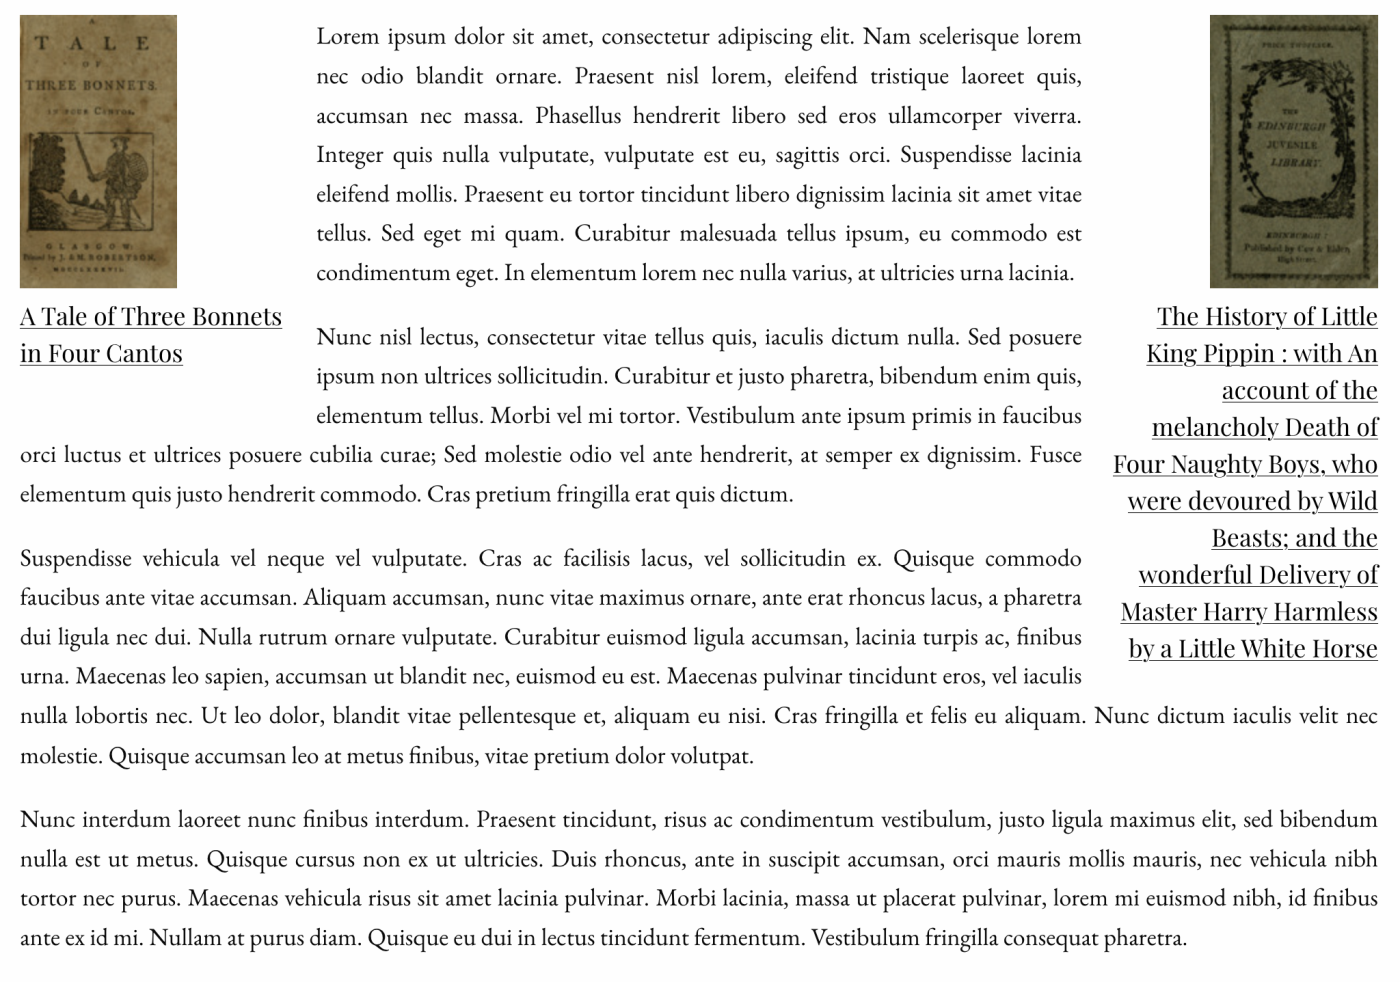 A
TALE
OF
THREE BONNETS.
IN FOUR CANTOS.
GLASGOW:
Printed by J. & M. ROBERTSON,
MDCCLXXXVII.
A Tale of Three Bonnets
in Four Cantos
Lorem ipsum dolor sit amet, consectetur adipiscing elit. Nam scelerisque lorem
nec odio blandit ornare. Praesent nisl lorem, eleifend tristique laoreet quis,
accumsan nec massa. Phasellus hendrerit libero sed eros ullamcorper viverra.
Integer quis nulla vulputate, vulputate est eu, sagittis orci. Suspendisse lacinia
eleifend mollis. Praesent eu tortor tincidunt libero dignissim lacinia sit amet vitae
tellus. Sed eget mi quam. Curabitur malesuada tellus ipsum, eu commodo est
condimentum eget. In elementum lorem nec nulla varius, at ultricies urna lacinia.
Nunc nisl lectus, consectetur vitae tellus quis, iaculis dictum nulla. Sed posuere
ipsum non ultrices sollicitudin. Curabitur et justo pharetra, bibendum enim quis,
elementum tellus. Morbi vel mi tortor. Vestibulum ante ipsum primis in faucibus
orci luctus et ultrices posuere cubilia curae; Sed molestie odio vel ante hendrerit, at semper ex dignissim. Fusce
elementum quis justo hendrerit commodo. Cras pretium fringilla erat quis dictum.
THE
EDINBURGH
JUVENILE
LIBRARY.
EDINBURGH:
Published by
High Street.
The History of Little
King Pippin : with An
account of the
melancholy Death of
Four Naughty Boys, who
were devoured by Wild
Beasts; and the
wonderful Delivery of
Master Harry Harmless
by a Little White Horse
Suspendisse vehicula vel neque vel vulputate. Cras ac facilisis lacus, vel sollicitudin ex. Quisque commodo
faucibus ante vitae accumsan. Aliquam accumsan, nunc vitae maximus ornare, ante erat rhoncus lacus, a pharetra
dui ligula nec dui. Nulla rutrum ornare vulputate. Curabitur euismod ligula accumsan, lacinia turpis ac, finibus
urna. Maecenas leo sapien, accumsan ut blandit nec, euismod eu est. Maecenas pulvinar tincidunt eros, vel iaculis
nulla lobortis nec. Ut leo dolor, blandit vitae pellentesque et, aliquam eu nisi. Cras fringilla et felis eu aliquam. Nunc dictum iaculis velit nec
molestie. Quisque accumsan leo at metus finibus, vitae pretium dolor volutpat.
Nunc interdum laoreet nunc finibus interdum. Praesent tincidunt, risus ac condimentum vestibulum, justo ligula maximus elit, sed bibendum
nulla est ut metus. Quisque cursus non ex ut ultricies. Duis rhoncus, ante in suscipit accumsan, orci mauris mollis mauris, nec vehicula nibh
tortor nec purus. Maecenas vehicula risus sit amet lacinia pulvinar. Morbi lacinia, massa ut placerat pulvinar, lorem mi euismod nibh, id finibus
ante ex id mi. Nullam at purus diam. Quisque eu dui in lectus tincidunt fermentum. Vestibulum fringilla consequat pharetra.